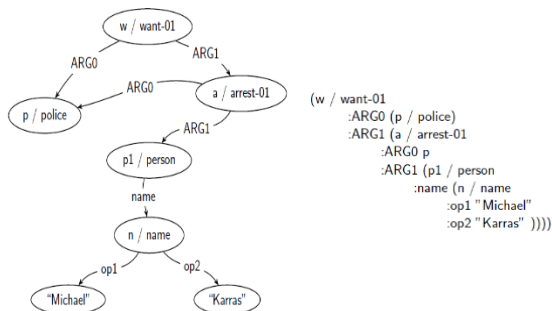 w / want-01
ARG0
ARG1
ARG0
a / arrest-01
p / police
ARG1
p1 / person
name
n / name
op1
op2
“Michael”
“Karras”
(w / want-01
:ARG0 (p / police)
:ARG1 (a / arrest-01
:ARG0 p
:ARG1 (p1 / person
:name (n / name
:op1 "Michael"
:op2 "Karras" ))))